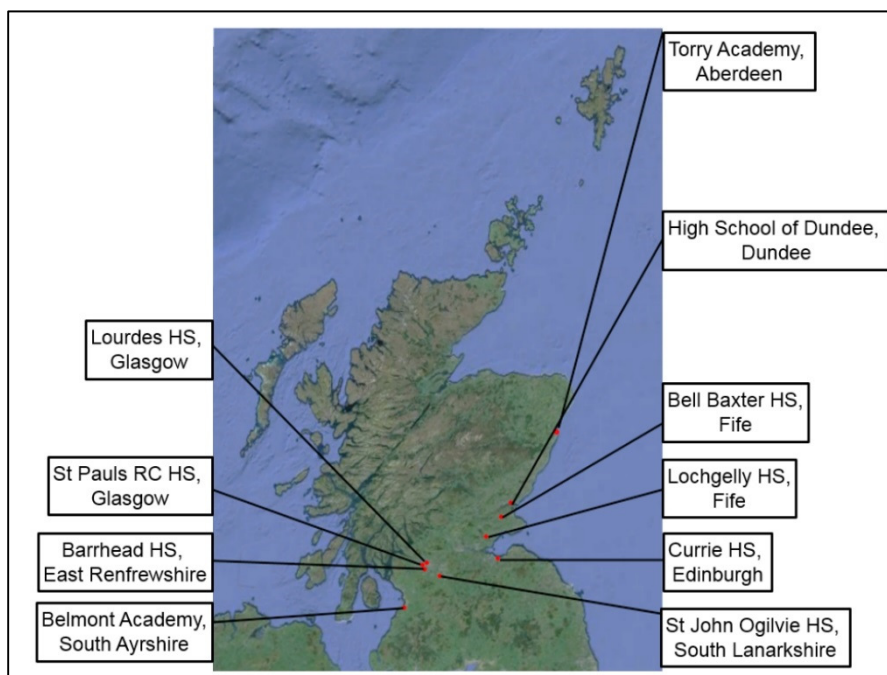 Torry Academy,
Aberdeen
High School of Dundee,
Dundee
Lourdes HS,
Glasgow
Bell Baxter HS,
Fife
St Pauls RC HS,
Glasgow
Lochgelly HS,
Fife
Barrhead HS,
East Renfrewshire
Currie HS,
Edinburgh
Belmont Academy,
South Ayrshire
St John Ogilvie HS,
South Lanarkshire